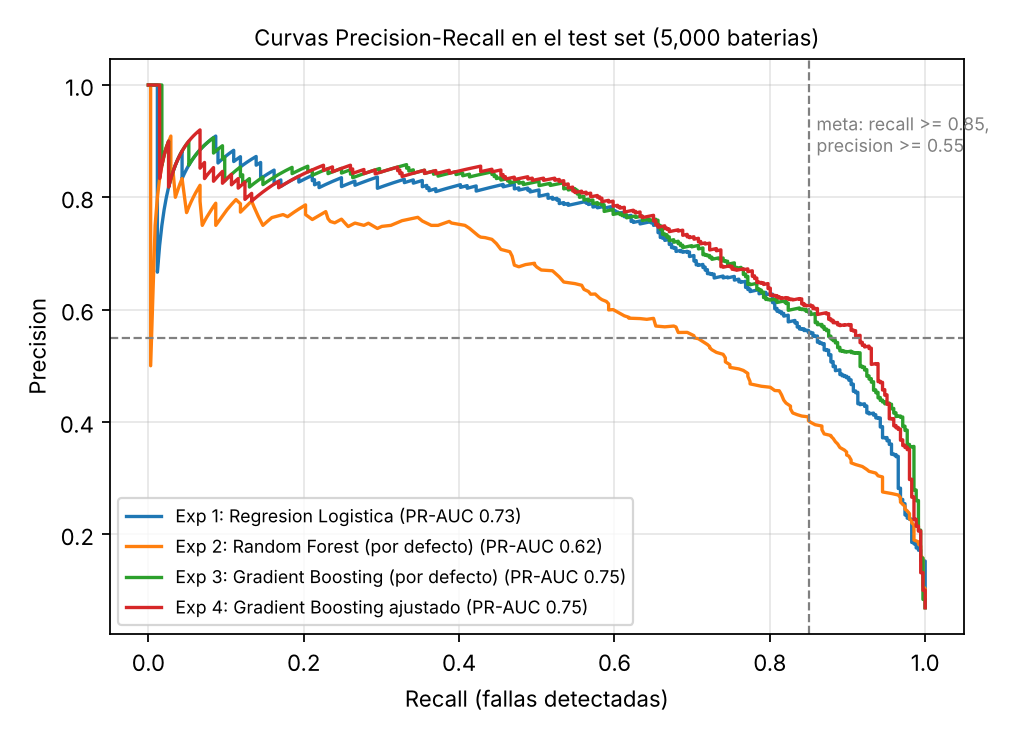 Curvas Precision-Recall en el test set (5,000 baterias)
1.0
0.8
0.6
0.4
0.2
Precision
meta: recall >= 0.85,
precision >= 0.55
Exp 1: Regresion Logistica (PR-AUC 0.73)
Exp 2: Random Forest (por defecto) (PR-AUC 0.62)
Exp 3: Gradient Boosting (por defecto) (PR-AUC 0.75)
Exp 4: Gradient Boosting ajustado (PR-AUC 0.75)
0.0 0.2 0.4 0.6 0.8 1.0
Recall (fallas detectadas)